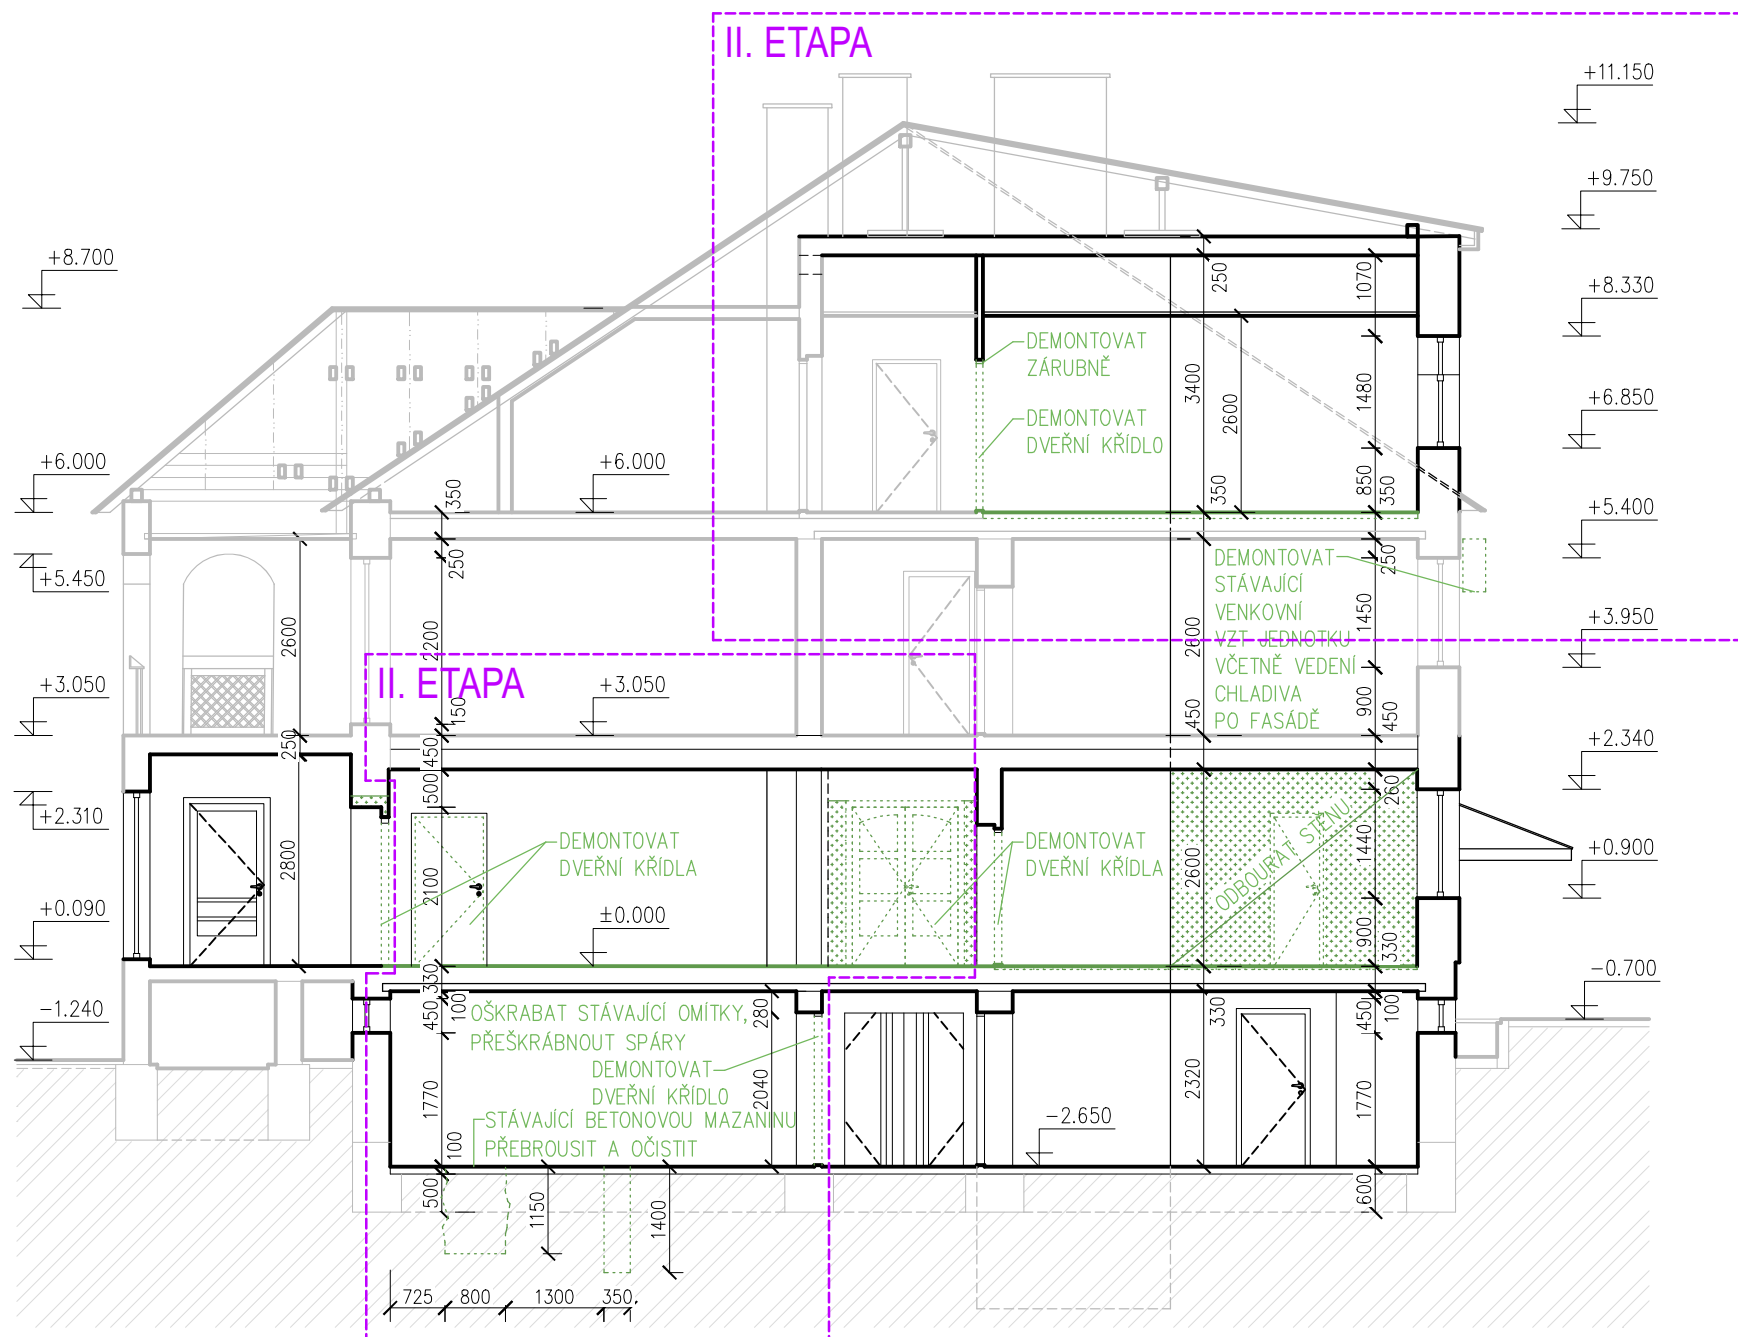 II. ETAPA
+11.150
+9.750
+8.700
+8.330
+6.850
+6.000
+6.000
+5.400
+5.450
+3.950
+3.050
+3.050
+2.340
+2.310
+0.900
+0.090
±0.000
-0.700
-1.240
-2.650
250
1070
3400
2600
1480
350
850
350
DEMONTOVAT
ZÁRUBNĚ
DEMONTOVAT
DVEŘNÍ KŘÍDLO
350
250
2600
2200
150
250
450
DEMONTOVAT
STÁVAJÍCÍ
VENKOVNÍ
VZT JEDNOTKU
VČETNĚ VEDENÍ
CHLADIVA
PO FASÁDĚ
250
1450
2600
900
450
450
II. ETAPA
500
2800
2100
DEMONTOVAT
DVEŘNÍ KŘÍDLA
DEMONTOVAT
DVEŘNÍ KŘÍDLA
ODBOURAT STĚNU
2600
260
1440
900
330
330
450
100
OŠKRABAT STÁVAJÍCÍ OMÍTKY,
PŘEŠKRÁBNOUT SPÁRY
DEMONTOVAT
DVEŘNÍ KŘÍDLO
STÁVAJÍCÍ BETONOVOU MAZANINU
PŘEBROUSIT A OČISTIT
280
2040
330
2320
450
100
1770
1770
100
500
1150
1400
600
725
800
1300
350